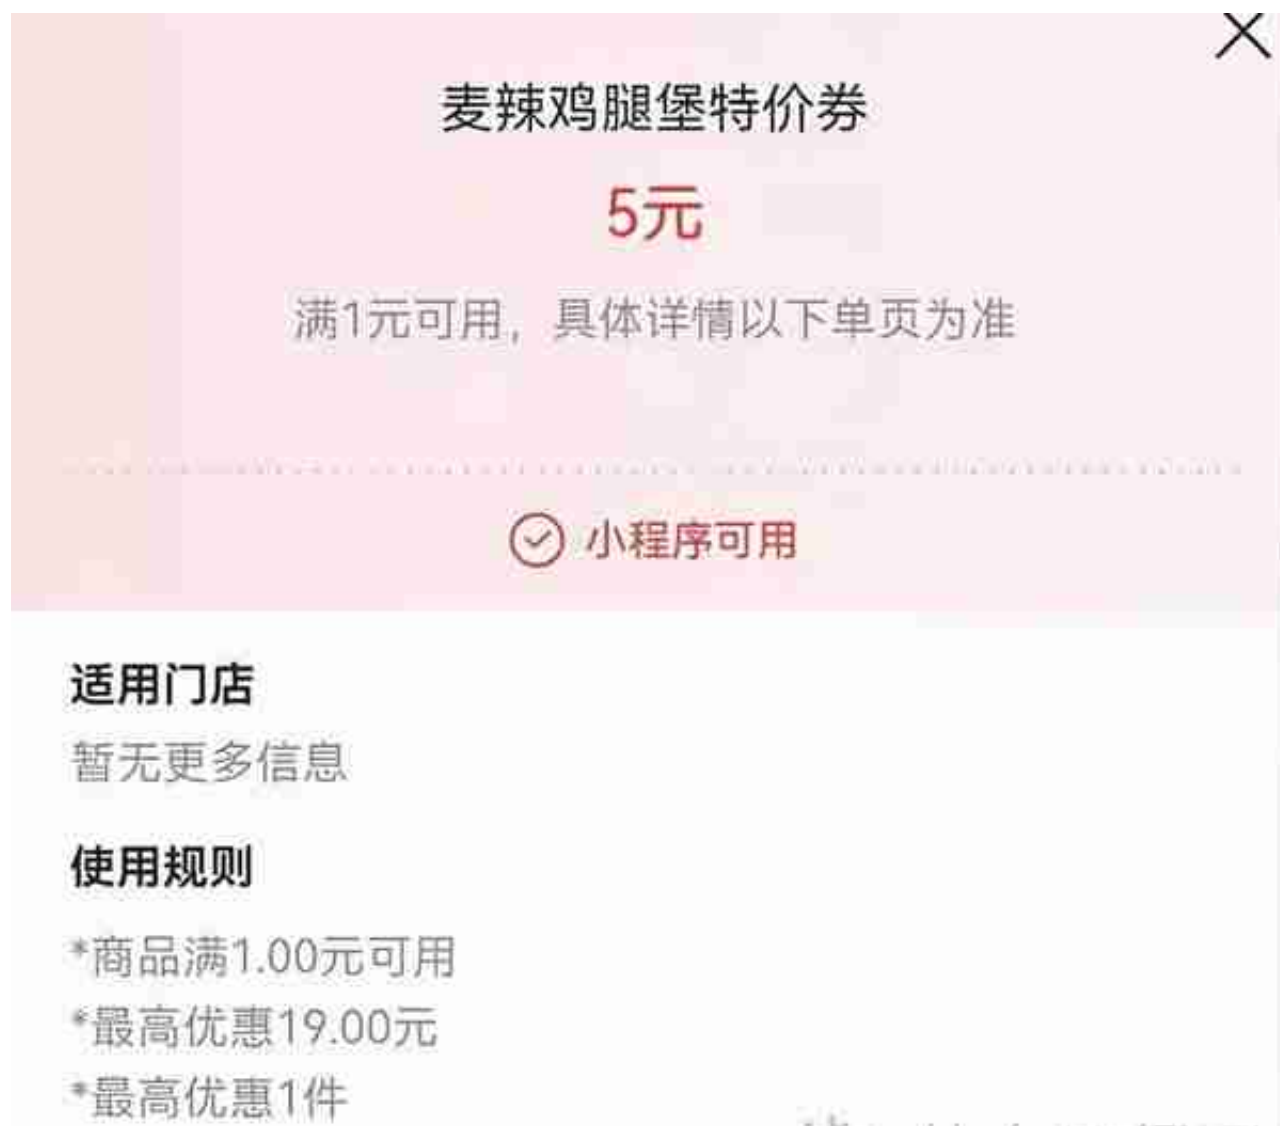 麦辣鸡腿堡特价券
5元
满1元可用，具体详情以下单页为准
小程序可用
适用门店
暂无更多信息
使用规则
*商品满1.00元可用
*最高优惠19.00元
*最高优惠1件